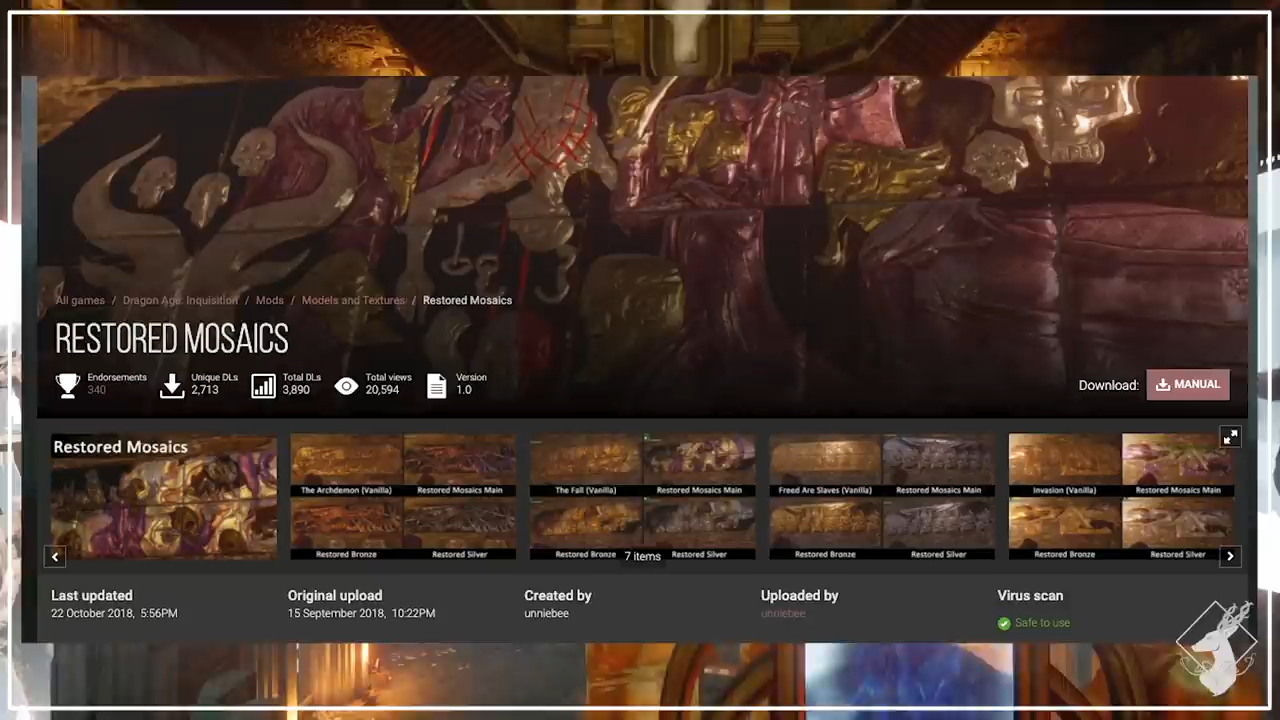 All games / Dragon Age: Inquisition / Mods / Models and Textures / Restored Mosaics
RESTORED MOSAICS
Endorsements
340
Unique DLs
2,713
Total DLs
3,890
Total views
20,594
Version
1.0
Download:
MANUAL
Restored Mosaics
The Archdemon (Vanilla)
Restored Mosaics Main
Restored Bronze
Restored Silver
The Fall (Vanilla)
Restored Mosaics Main
Restored Bronze
Restored Silver
Freed Are Slaves (Vanilla)
Restored Mosaics Main
Restored Bronze
Restored Silver
Invasion (Vanilla)
Restored Mosaics Main
Restored Bronze
Restored Silver
7 items
Last updated
22 October 2018, 5:56PM
Original upload
15 September 2018, 10:22PM
Created by
unniebee
Uploaded by
unniebee
Virus scan
Safe to use